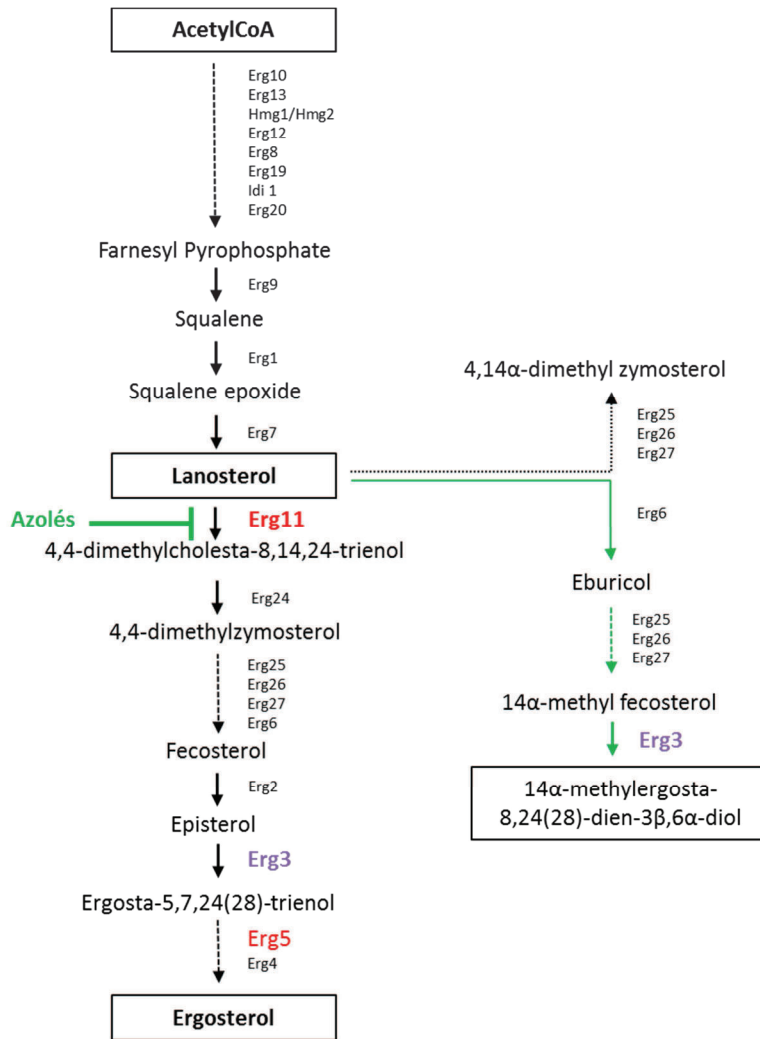 AcetylCoA
Erg10
Erg13
Hmg1/Hmg2
Erg12
Erg8
Erg19
Idi 1
Erg20
Farnesyl Pyrophosphate
Erg9
Squalene
Erg1
Squalene epoxide
Erg7
Lanosterol
Azolés
Erg11
4,4-dimethylcholesta-8,14,24-trienol
Erg24
4,4-dimethylzymosterol
Erg25
Erg26
Erg27
Erg6
Fecosterol
Erg2
Episterol
Erg3
Ergosta-5,7,24(28)-trienol
Erg5
Erg4
Ergosterol
4,14α-dimethyl zymosterol
Erg25
Erg26
Erg27
Erg6
Eburicol
Erg25
Erg26
Erg27
14α-methyl fecosterol
Erg3
14α-methylergosta-
8,24(28)-dien-3β,6α-diol